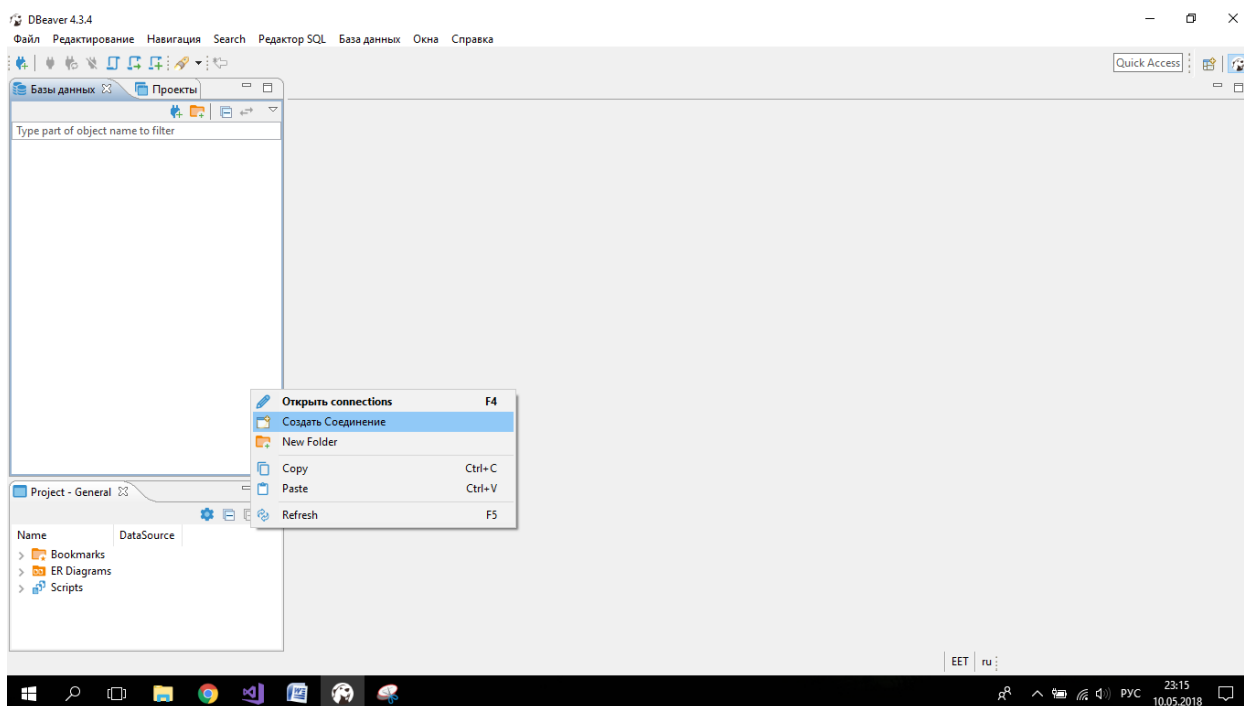 DBeaver 4.3.4
Файл Редактирование Навигация Search Редактор SQL База данных Окна Справка
Quick Access
Базы данных Проекты
Type part of object name to filter
Открыть connections F4
Создать Соединение
New Folder
Copy Ctrl+C
Paste Ctrl+V
Refresh F5
Project - General
Name DataSource
Bookmarks
ER Diagrams
Scripts
EET ru
РУС 23:15
10.05.2018